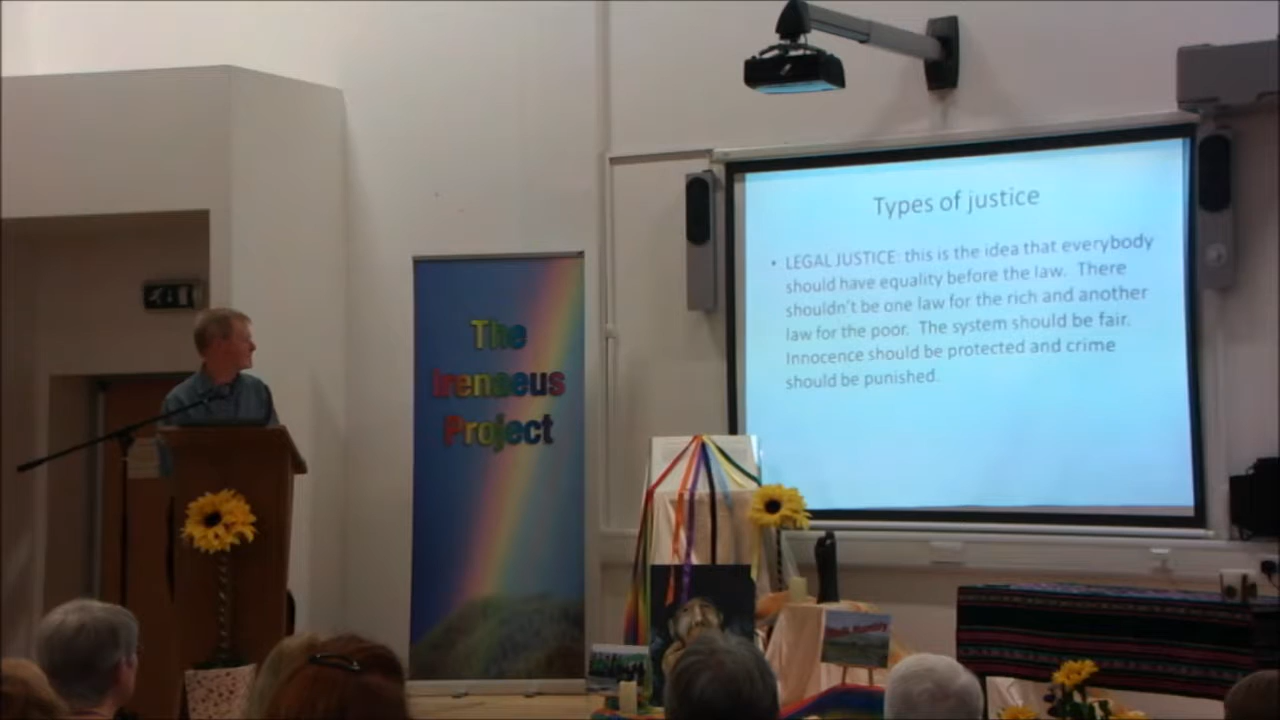 The
Irenaeus
Project
Types of justice
• LEGAL JUSTICE: this is the idea that everybody
should have equality before the law. There
shouldn't be one law for the rich and another
law for the poor. The system should be fair.
Innocence should be protected and crime
should be punished.